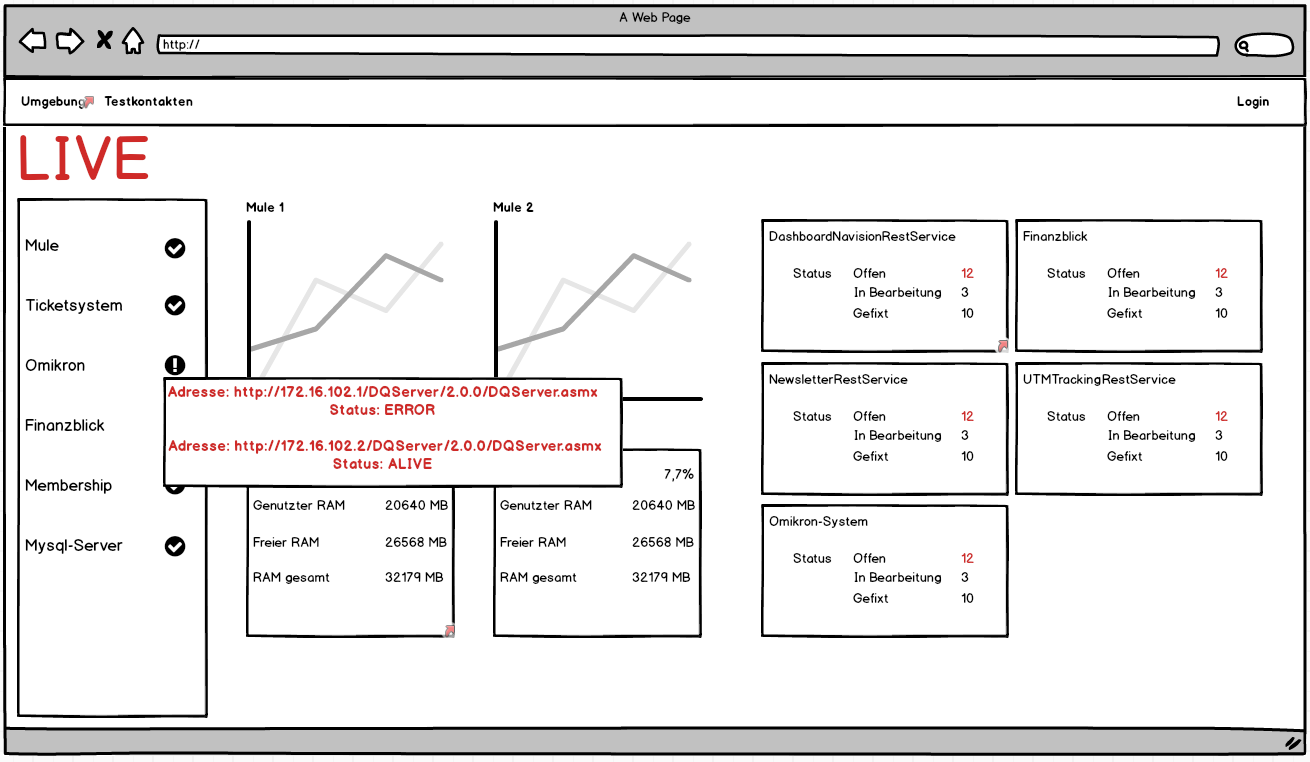 A Web Page
http://
Umgebung Testkontakten Login
LIVE
Mule
Ticketsystem
Omikron
Finanzblick
Membership
Mysql-Server
Mule 1
Mule 2
Adresse: http://172.16.102.1/DQServer/2.0.0/DQServer.asmx
Status: ERROR
Adresse: http://172.16.102.2/DQServer/2.0.0/DQServer.asmx
Status: ALIVE
Genutzter RAM 20640 MB
Freier RAM 26568 MB
RAM gesamt 32179 MB
7,7%
Genutzter RAM 20640 MB
Freier RAM 26568 MB
RAM gesamt 32179 MB
DashboardNavisionRestService
Status Offen 12
In Bearbeitung 3
Gefixt 10
Finanzblick
Status Offen 12
In Bearbeitung 3
Gefixt 10
NewsletterRestService
Status Offen 12
In Bearbeitung 3
Gefixt 10
UTMTrackingRestService
Status Offen 12
In Bearbeitung 3
Gefixt 10
Omikron-System
Status Offen 12
In Bearbeitung 3
Gefixt 10